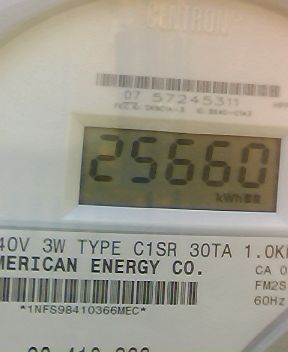 CENTRON
07 57245311
25660
kWh
40V 3W TYPE C1SR 30TA 1.0K
MERICAN ENERGY CO.
CA 0
FM2S
60Hz
*1NFS98410366MEC*